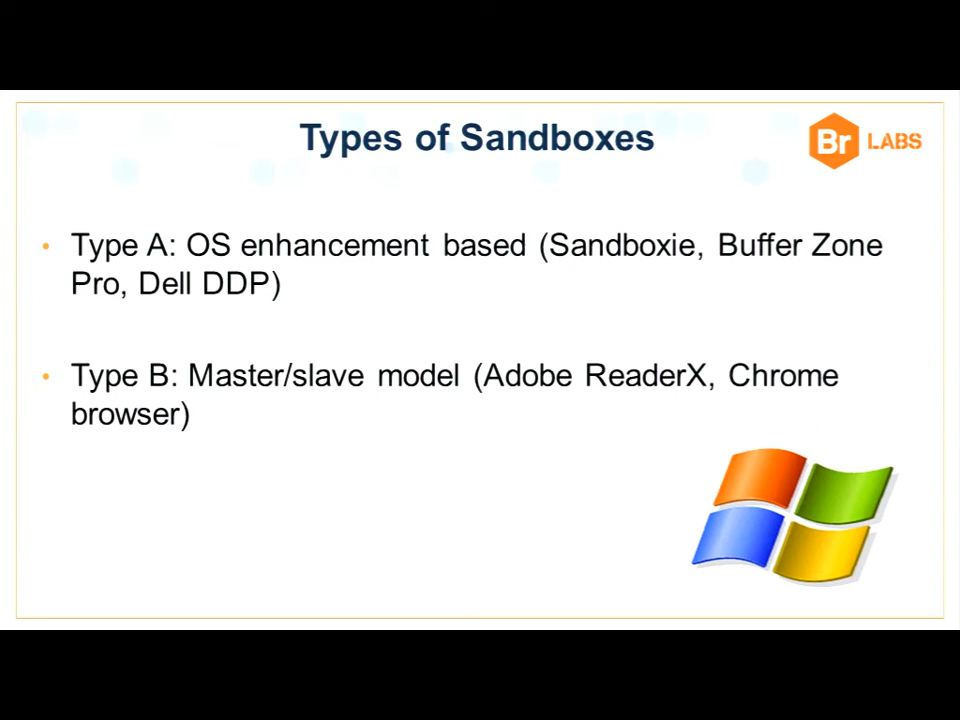 Types of Sandboxes
Br LABS
• Type A: OS enhancement based (Sandboxie, Buffer Zone
Pro, Dell DDP)
• Type B: Master/slave model (Adobe ReaderX, Chrome
browser)